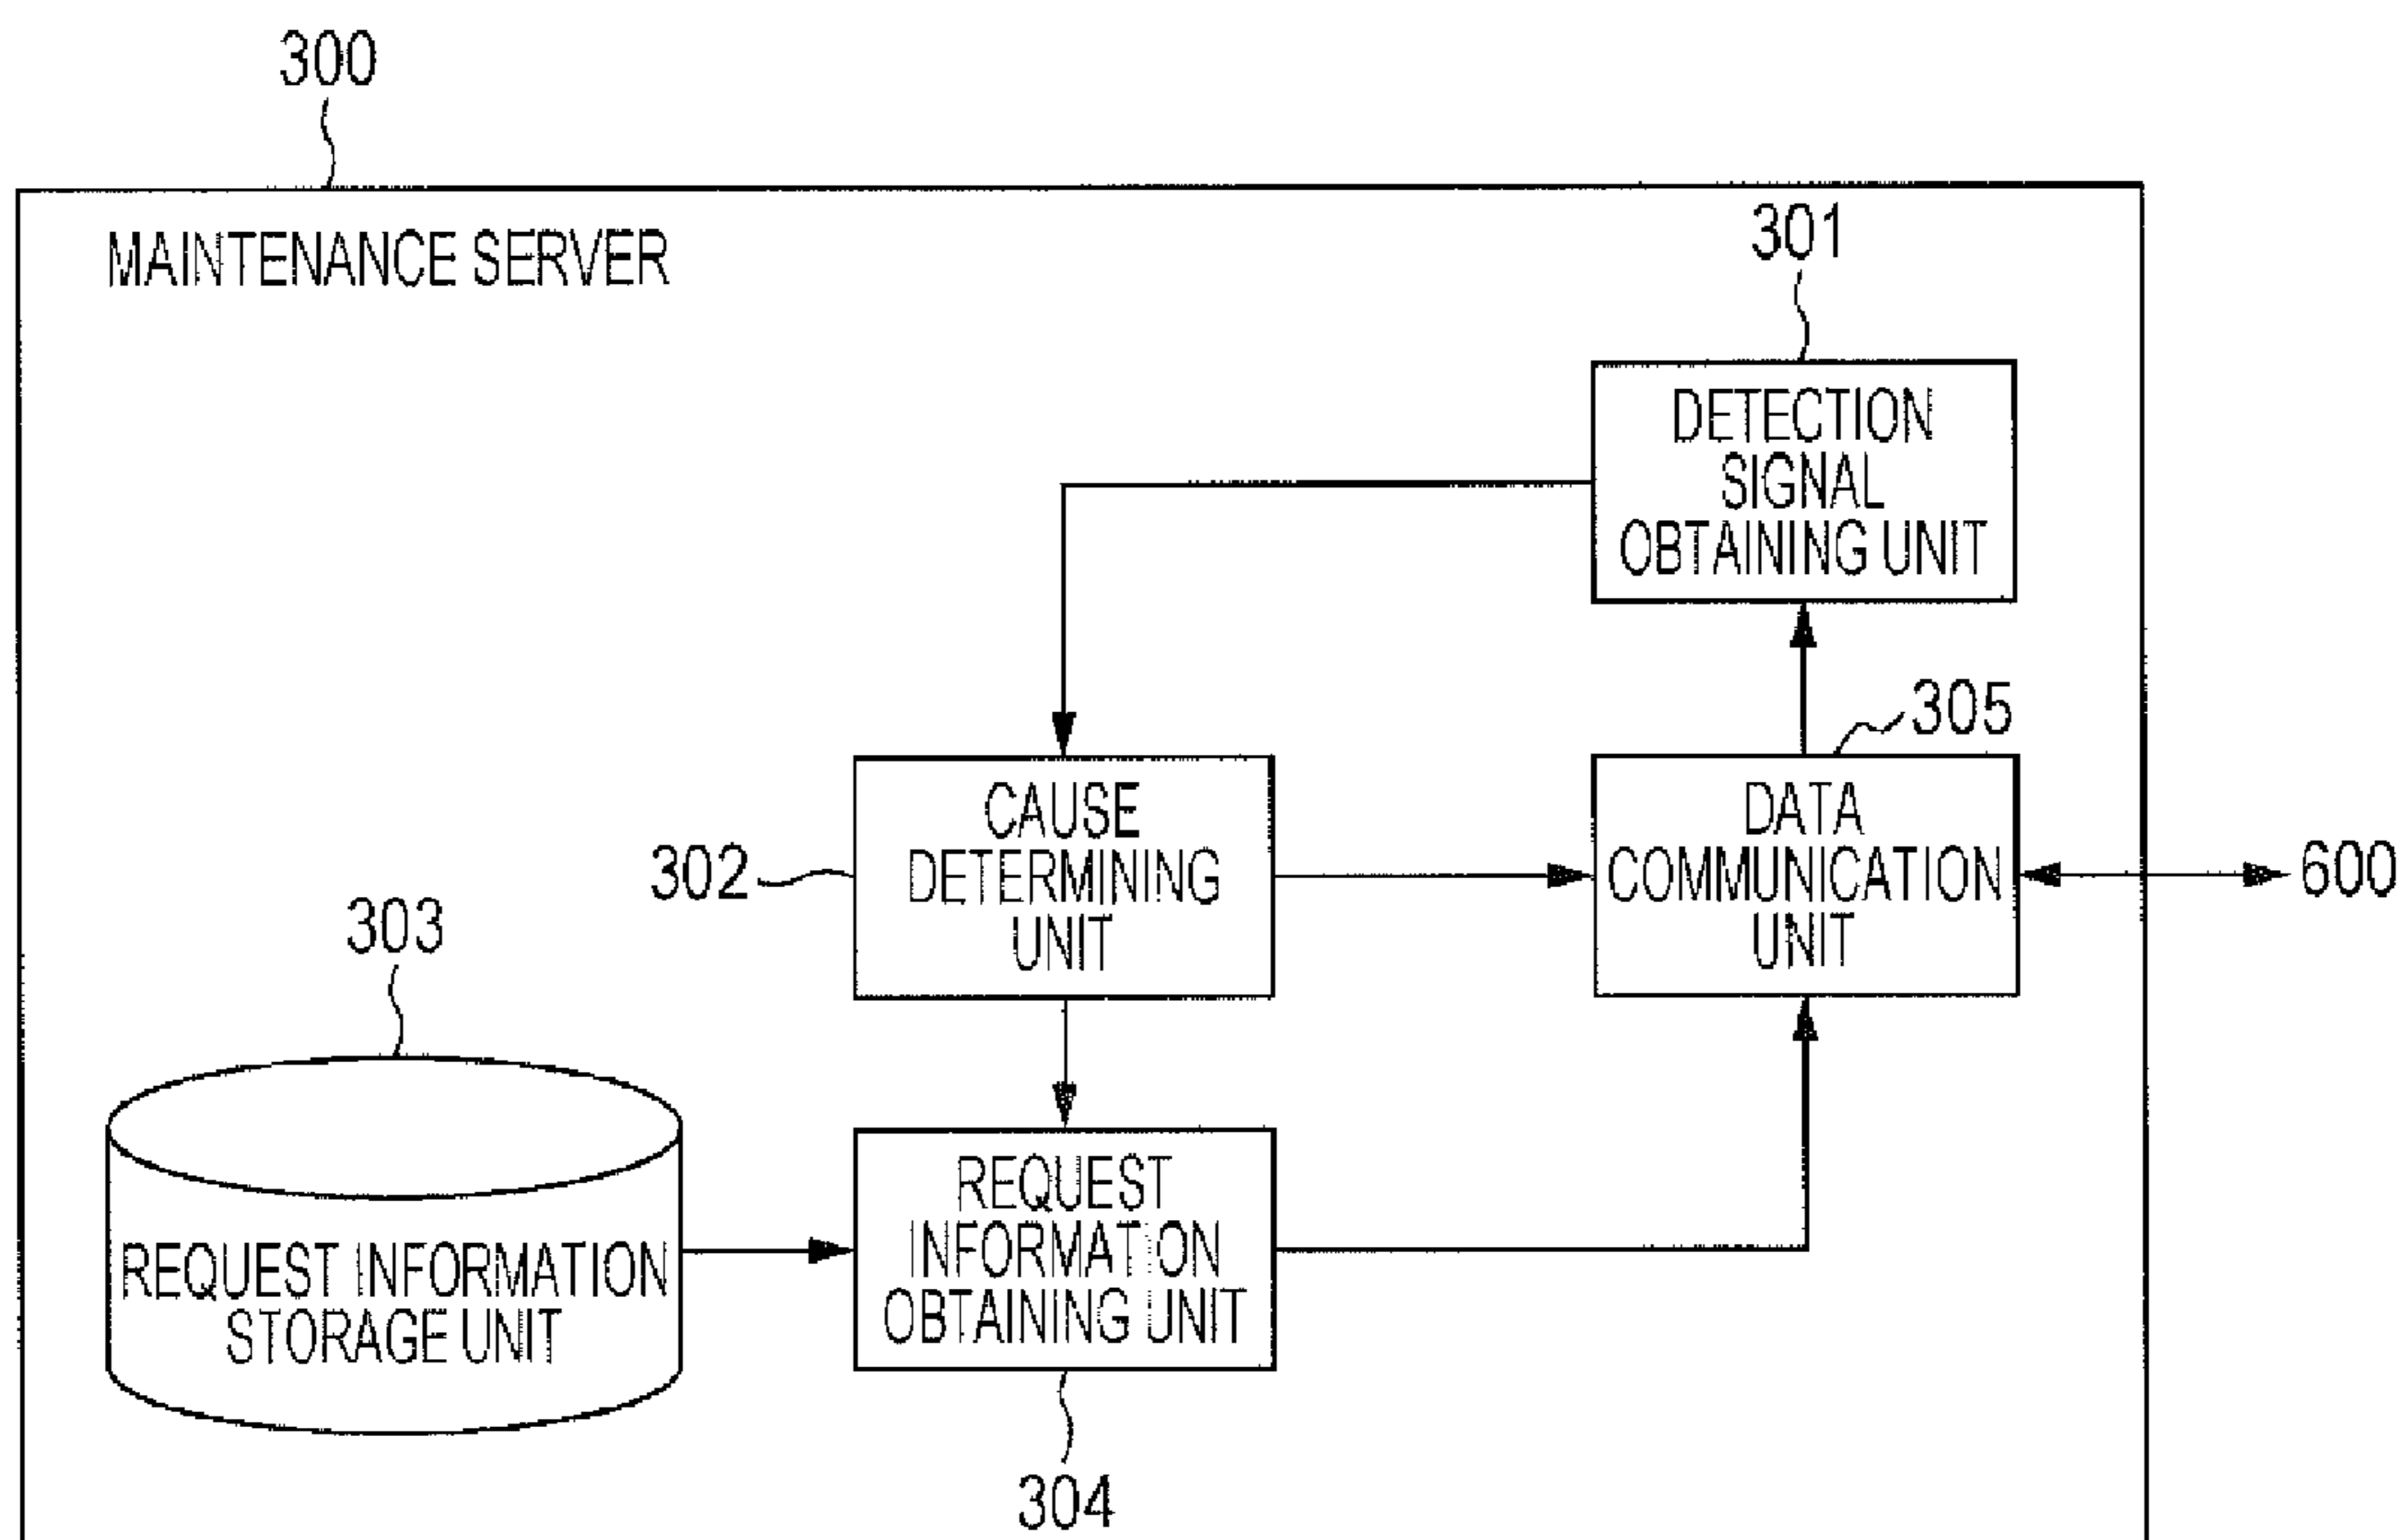 300
MAINTENANCE SERVER
301
DETECTION
SIGNAL
OBTAINING UNIT
305
CAUSE
DETERMINING
UNIT
302
DATA
COMMUNICATION
UNIT
600
303
REQUEST INFORMATION
STORAGE UNIT
REQUEST
INFORMATION
OBTAINING UNIT
304